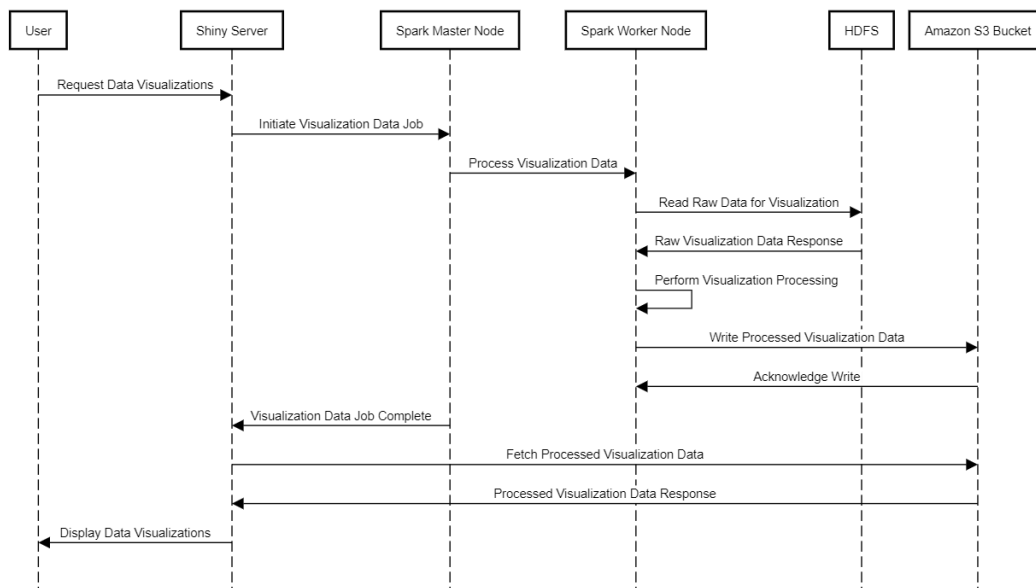 User
Shiny Server
Spark Master Node
Spark Worker Node
HDFS
Amazon S3 Bucket
Request Data Visualizations
Initiate Visualization Data Job
Process Visualization Data
Read Raw Data for Visualization
Raw Visualization Data Response
Perform Visualization Processing
Write Processed Visualization Data
Acknowledge Write
Visualization Data Job Complete
Fetch Processed Visualization Data
Processed Visualization Data Response
Display Data Visualizations